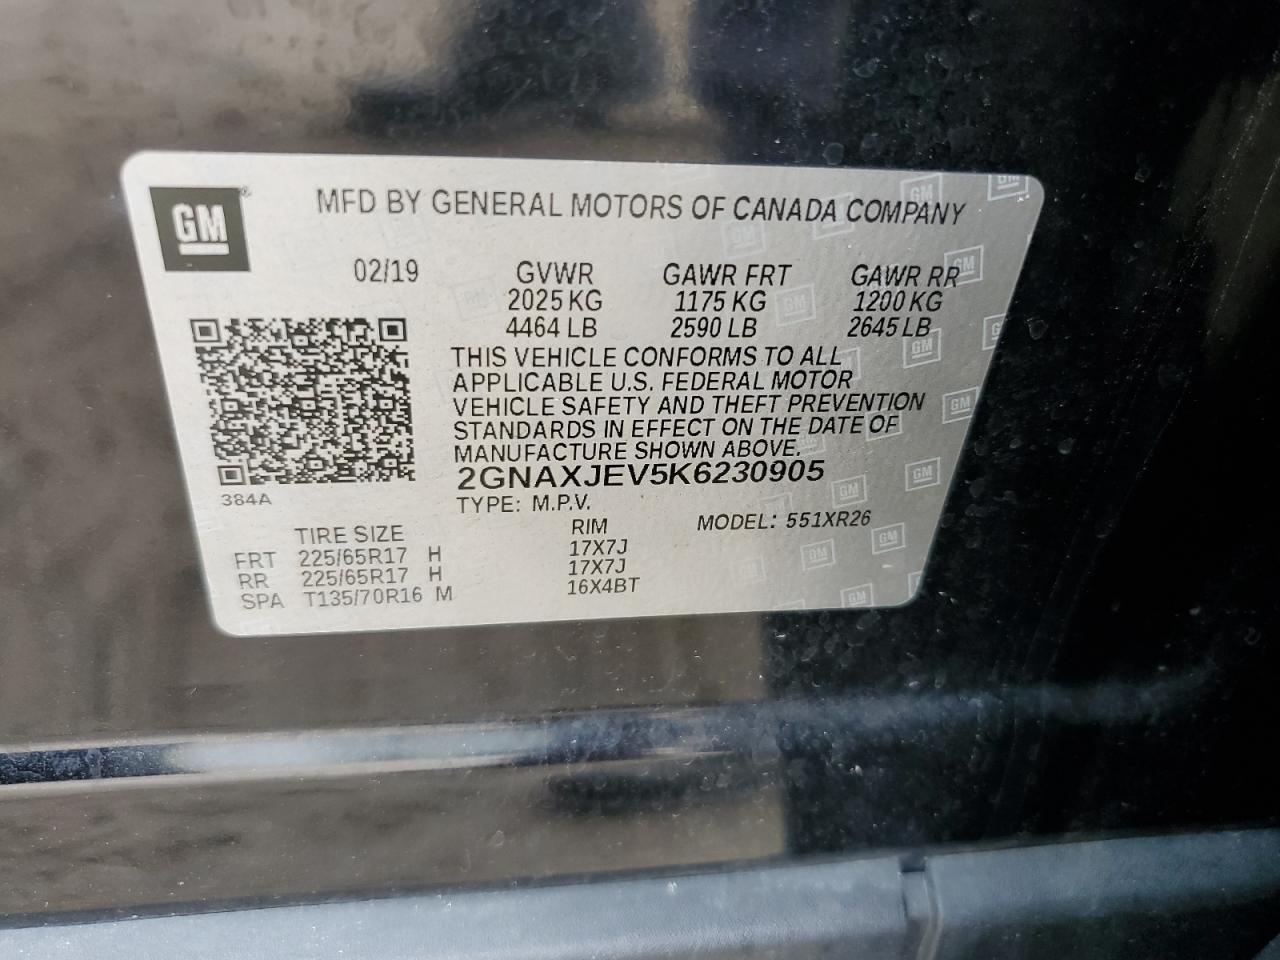 GM
MFD BY GENERAL MOTORS OF CANADA COMPANY
02/19 GVWR GAWR FRT GAWR RR
2025 KG 1175 KG 1200 KG
4464 LB 2590 LB 2645 LB
THIS VEHICLE CONFORMS TO ALL
APPLICABLE U.S. FEDERAL MOTOR
VEHICLE SAFETY AND THEFT PREVENTION
STANDARDS IN EFFECT ON THE DATE OF
MANUFACTURE SHOWN ABOVE.
2GNAXJEV5K6230905
384A
TYPE: M.P.V. MODEL: 551XR26
TIRE SIZE RIM
FRT 225/65R17 H 17X7J
RR 225/65R17 H 17X7J
SPA T135/70R16 M 16X4BT